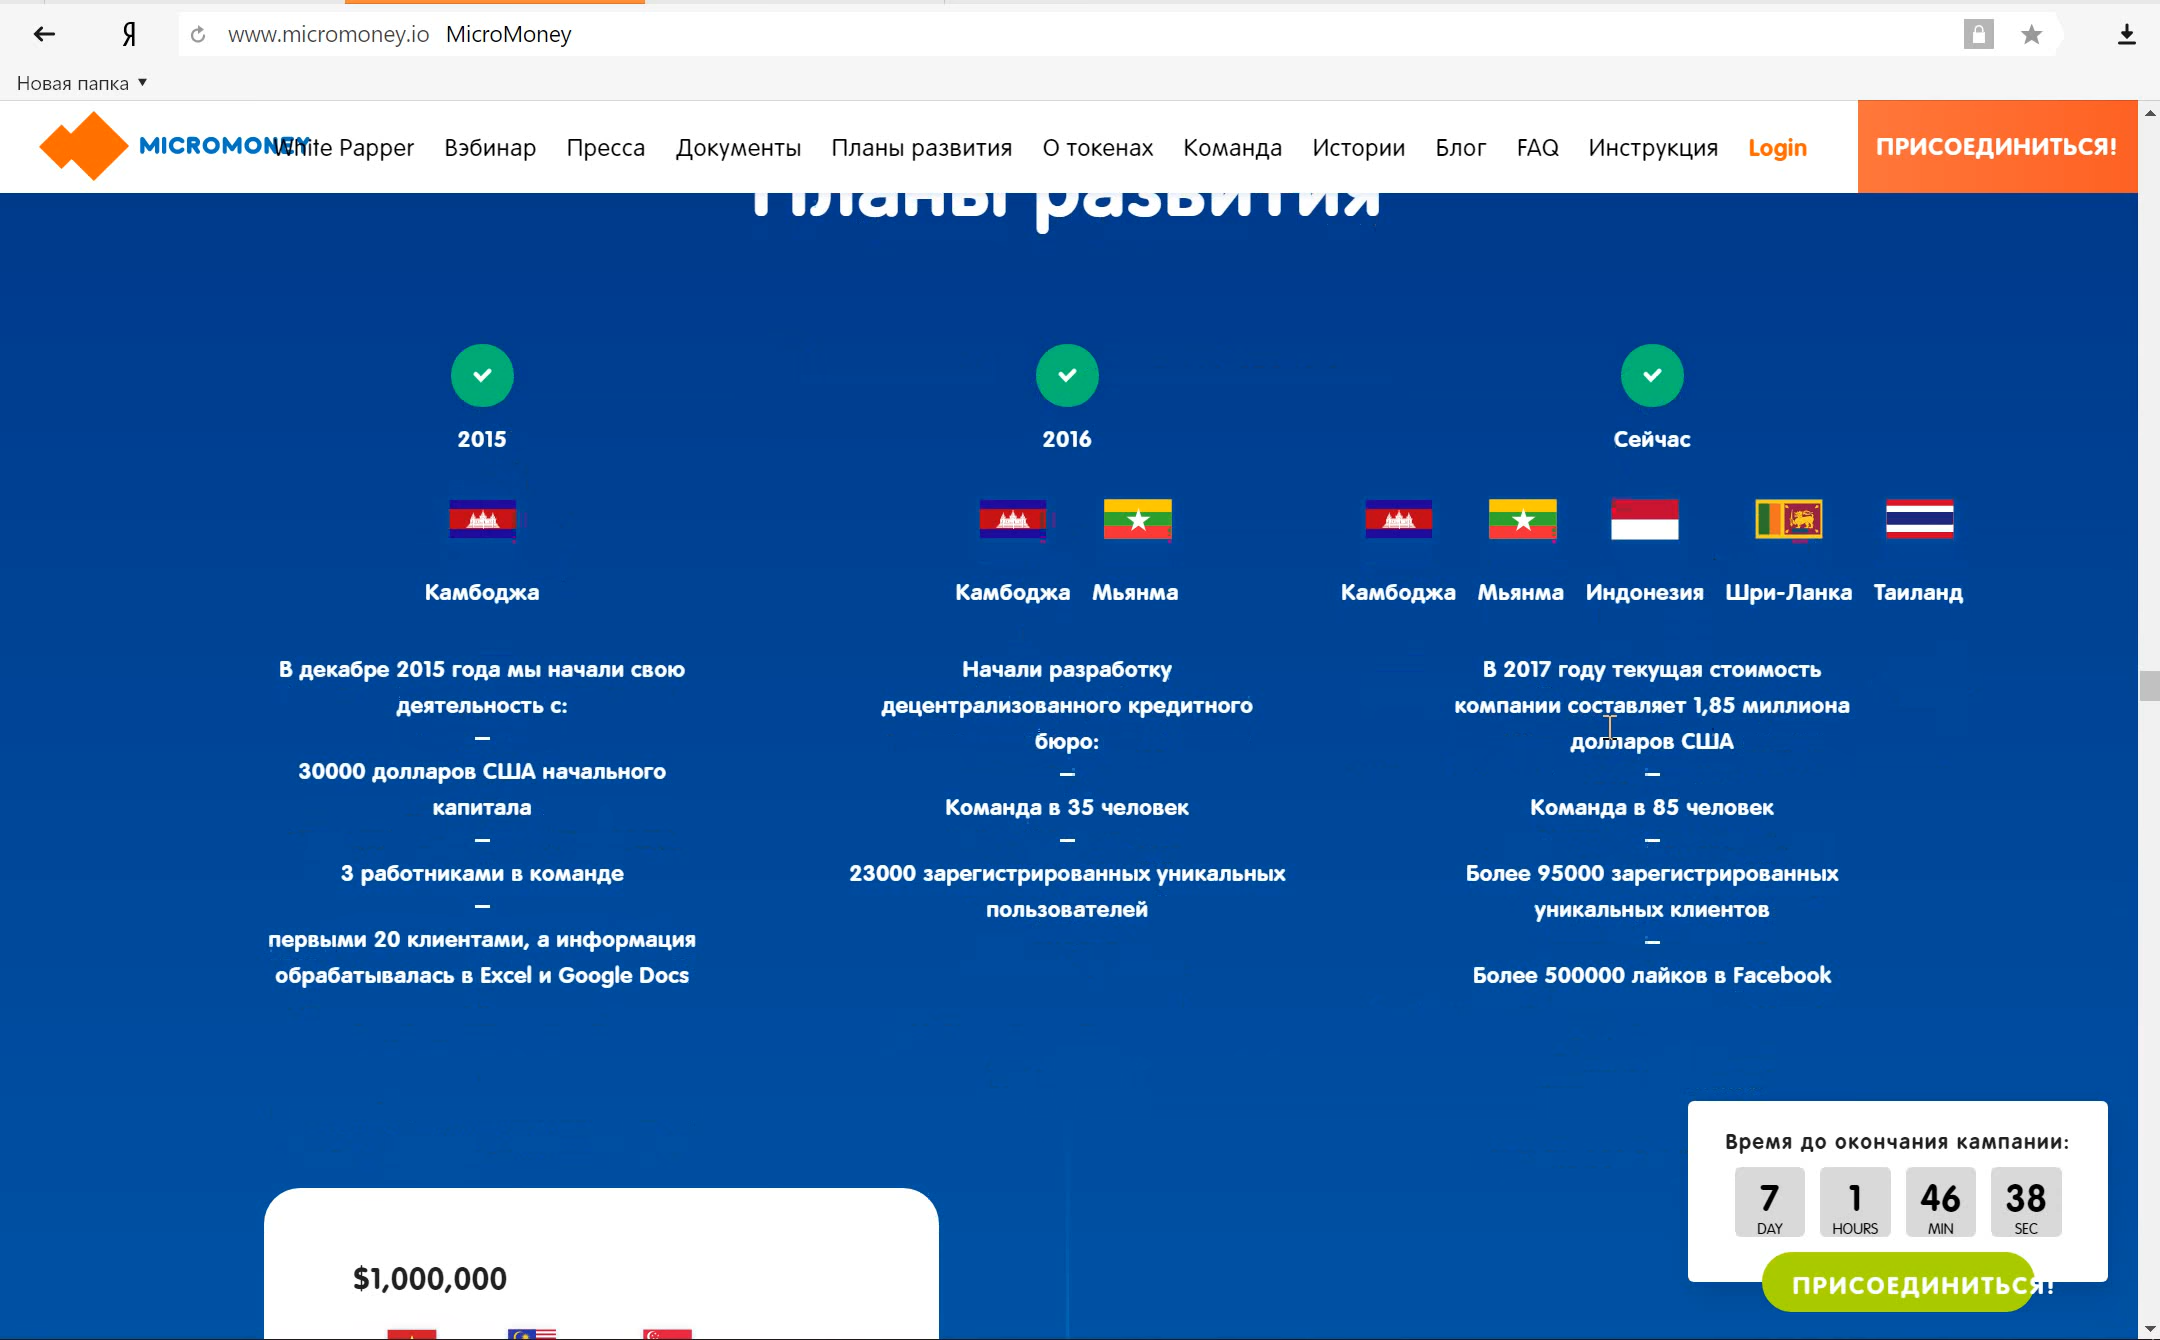 Я www.micromoney.io MicroMoney
Новая папка
MICROMONEY White Papper Вэбинар Пресса Документы Планы развития О токенах Команда Истории Блог FAQ Инструкция Login ПРИСОЕДИНИТЬСЯ!
Планы развития
2015
Камбоджа
В декабре 2015 года мы начали свою
деятельность с:
—
30000 долларов США начального
капитала
—
3 работниками в команде
—
первыми 20 клиентами, а информация
обрабатывалась в Excel и Google Docs
2016
Камбоджа Мьянма
Начали разработку
децентрализованного кредитного
бюро:
—
Команда в 35 человек
—
23000 зарегистрированных уникальных
пользователей
Сейчас
Камбоджа Мьянма Индонезия Шри-Ланка Таиланд
В 2017 году текущая стоимость
компании составляет 1,85 миллиона
долларов США
—
Команда в 85 человек
—
Более 95000 зарегистрированных
уникальных клиентов
—
Более 500000 лайков в Facebook
$1,000,000
Время до окончания кампании:
7 1 46 38
DAY HOURS MIN SEC
ПРИСОЕДИНИТЬСЯ!